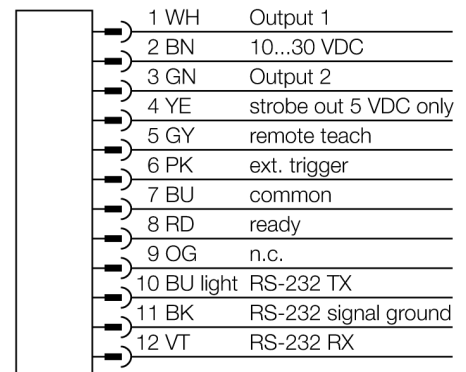 1 WH Output 1
2 BN 10...30 VDC
3 GN Output 2
4 YE strobe out 5 VDC only
5 GY remote teach
6 PK ext. trigger
7 BU common
8 RD ready
9 OG n.c.
10 BU light RS-232 TX
11 BK RS-232 signal ground
12 VT RS-232 RX